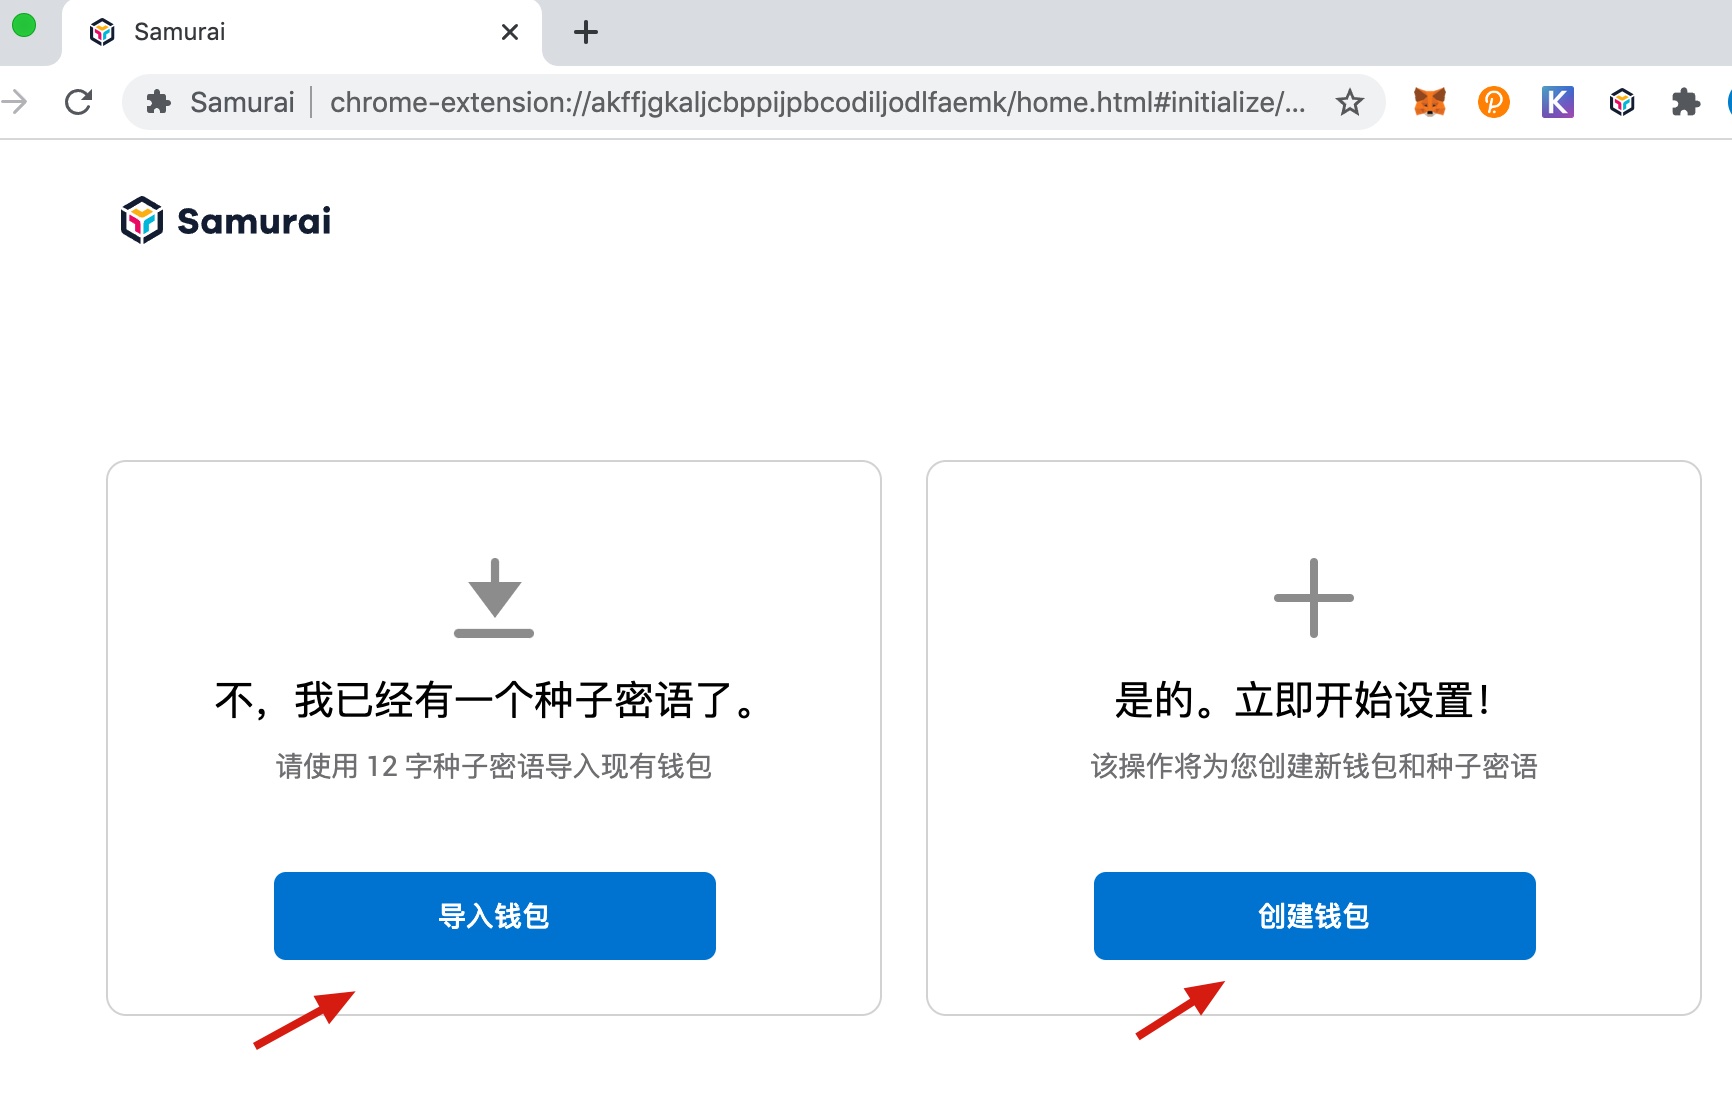 Samurai
Samurai
chrome-extension://akffjgkaljcbppijpbcodiljodlfaemk/home.html#initialize/...
Samurai
不，我已经有一个种子密语了。
请使用 12 字种子密语导入现有钱包
导入钱包
是的。立即开始设置！
该操作将为您创建新钱包和种子密语
创建钱包